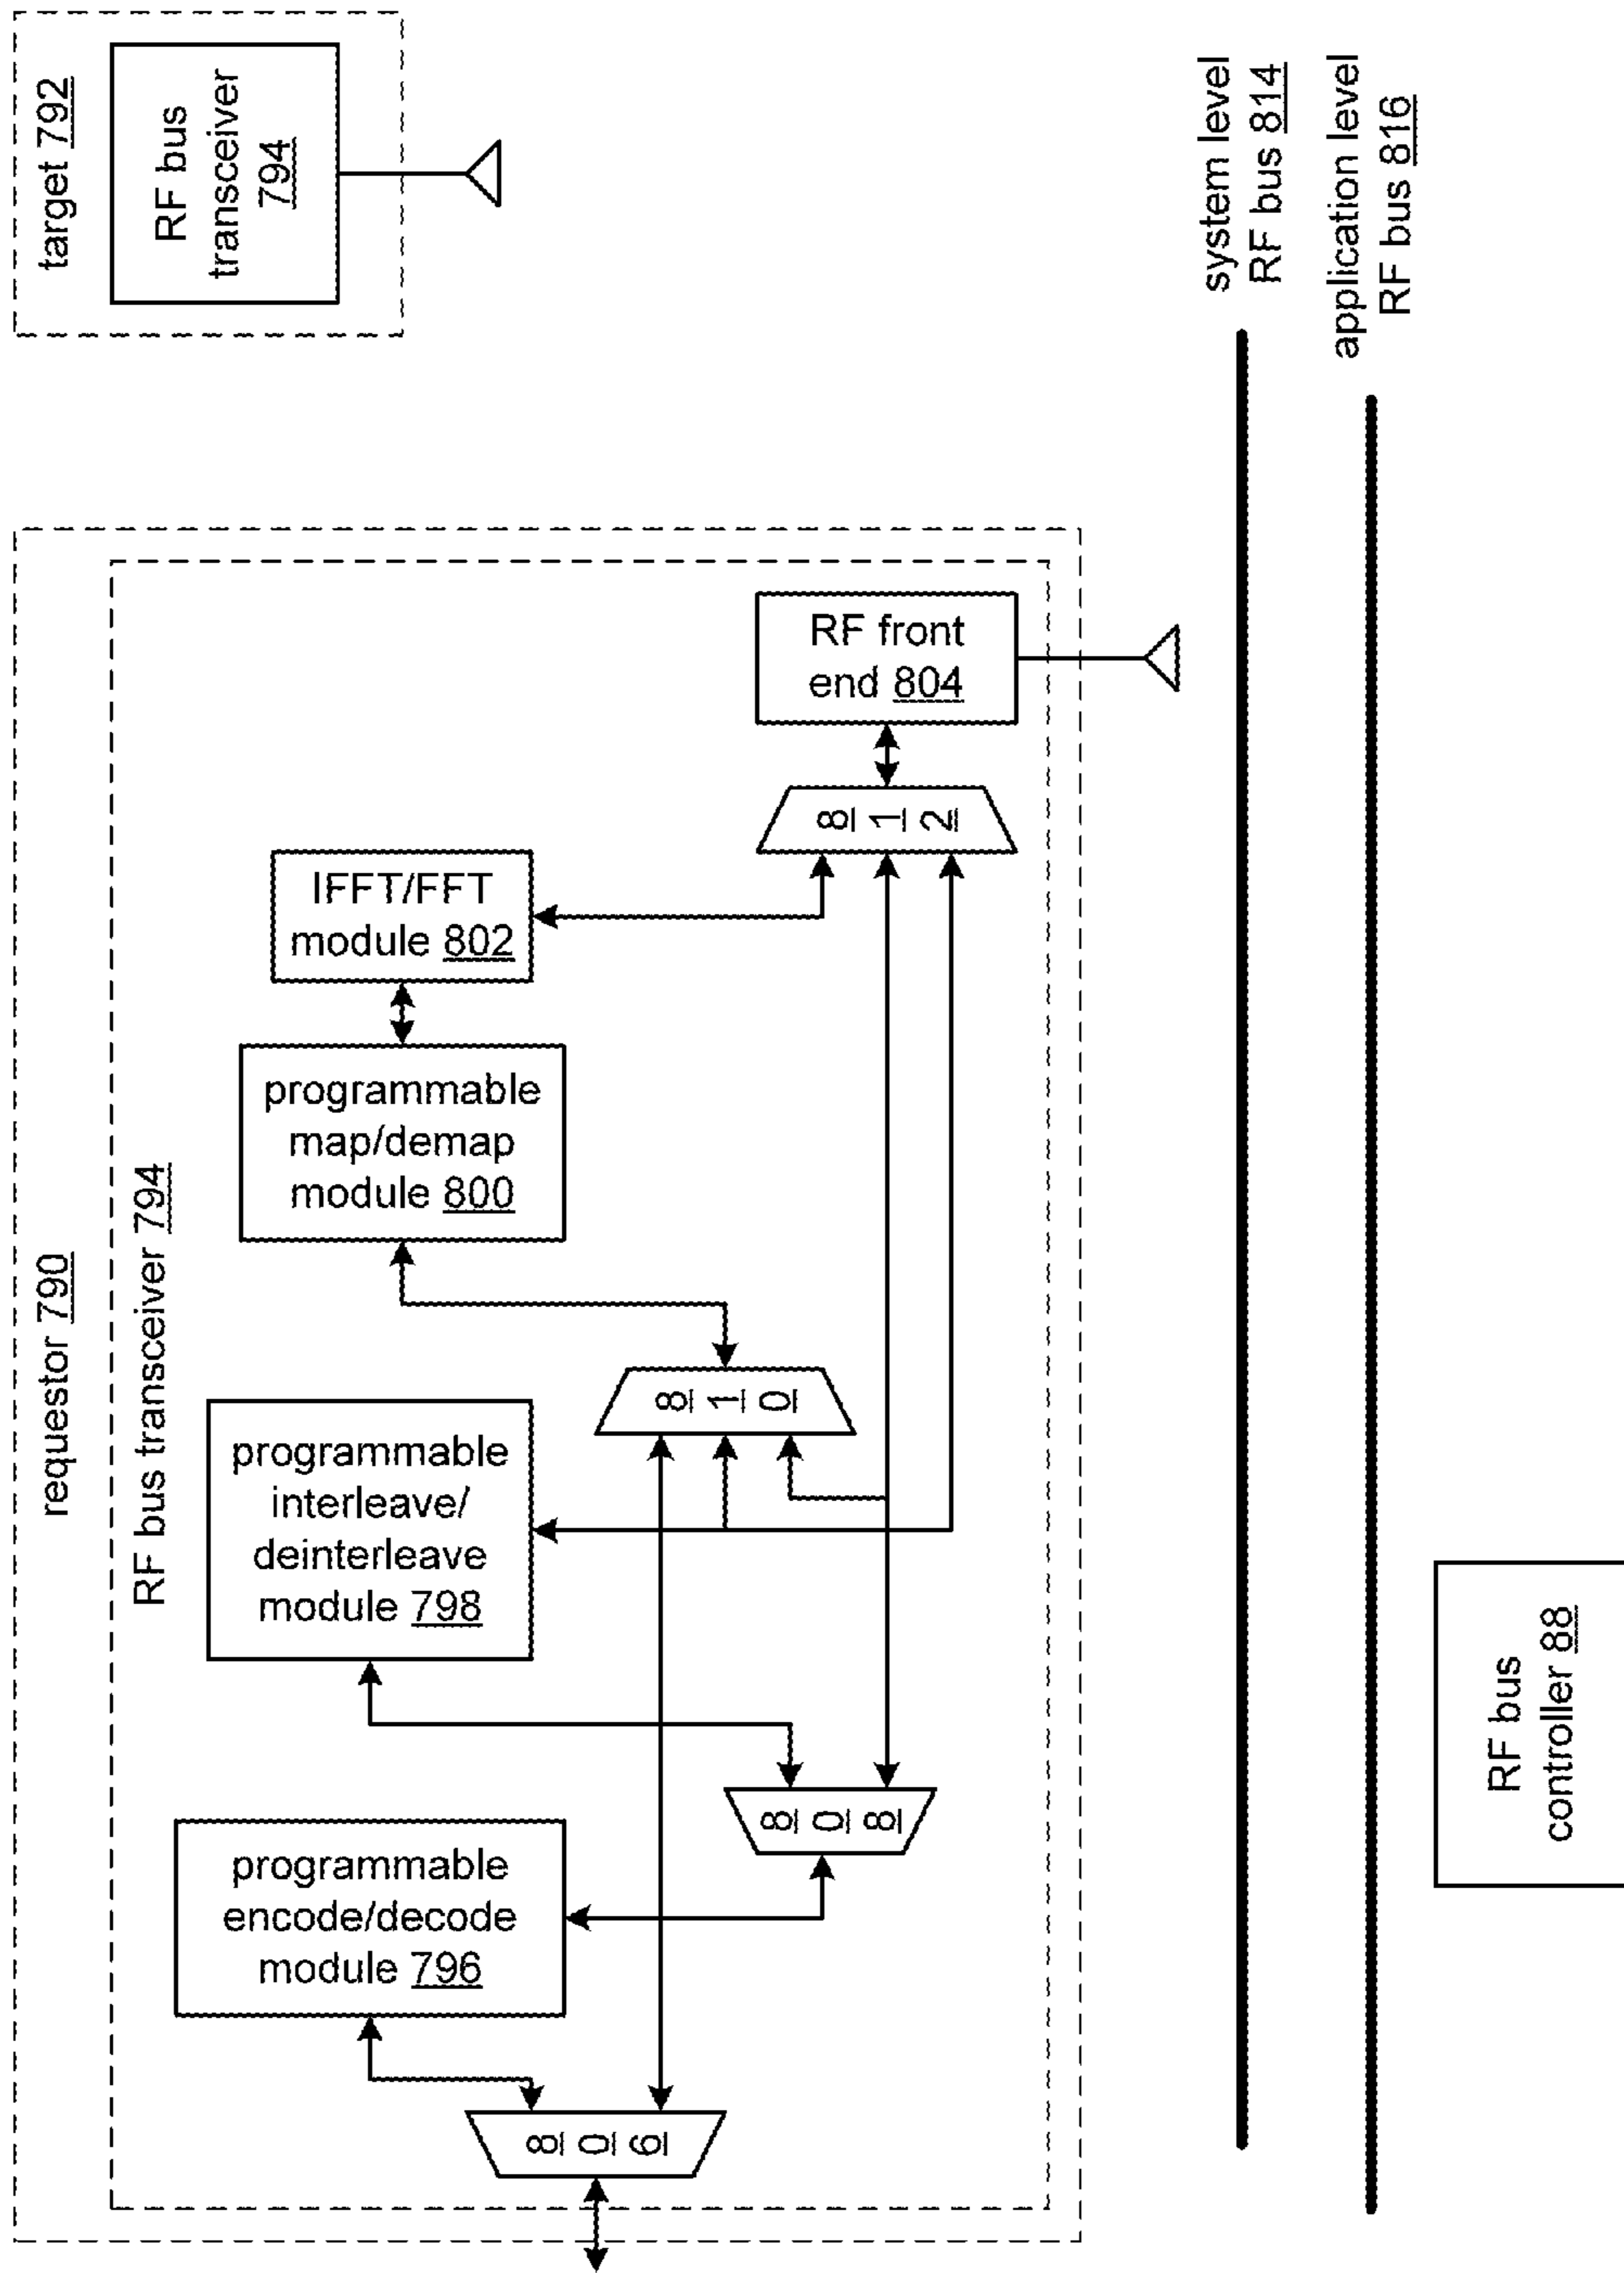 requestor 790
RF bus transceiver 794
programmable
encode/decode
module 796
programmable
interleave/
deinterleave
module 798
programmable
map/demap
module 800
IFFT/FFT
module 802
RF front
end 804
806
808
810
812
target 792
RF bus
transceiver
794
system level
RF bus 814
application level
RF bus 816
RF bus
controller 88